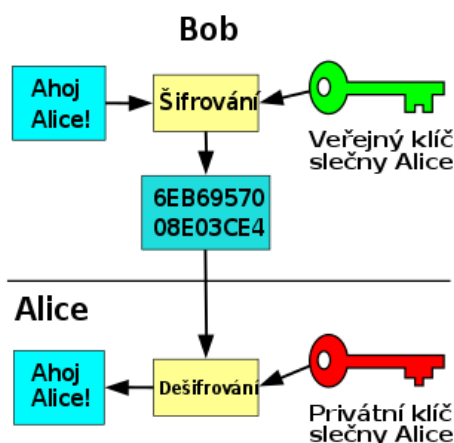 Bob
Ahoj
Alice!
Šifrování
Veřejný klíč
slečny Alice
6EB69570
08E03CE4
Alice
Ahoj
Alice!
Dešifrování
Privátní klíč
slečny Alice